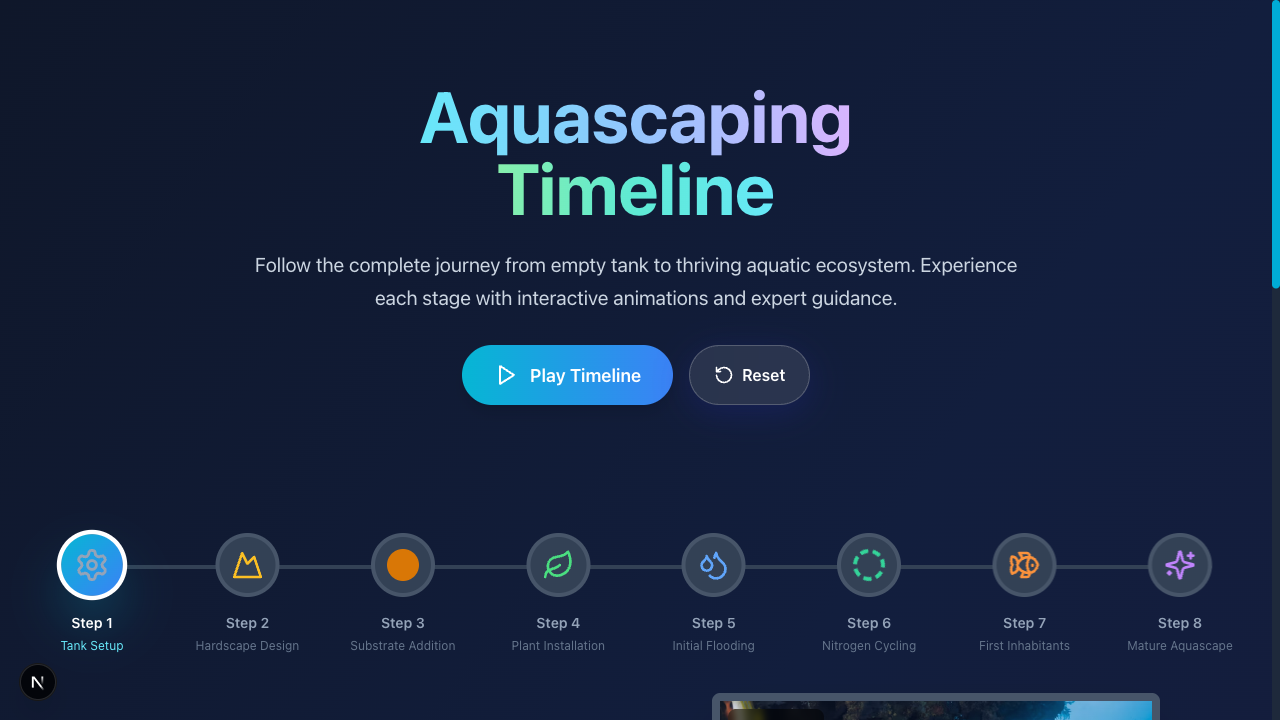 Aquascaping
Timeline
Follow the complete journey from empty tank to thriving aquatic ecosystem. Experience
each stage with interactive animations and expert guidance.
Play Timeline
Reset
Step 1
Step 2
Step 3
Step 4
Step 5
Step 6
Step 7
Step 8
Tank Setup
Hardscape Design
Substrate Addition
Plant Installation
Initial Flooding
Nitrogen Cycling
First Inhabitants
Mature Aquascape
N